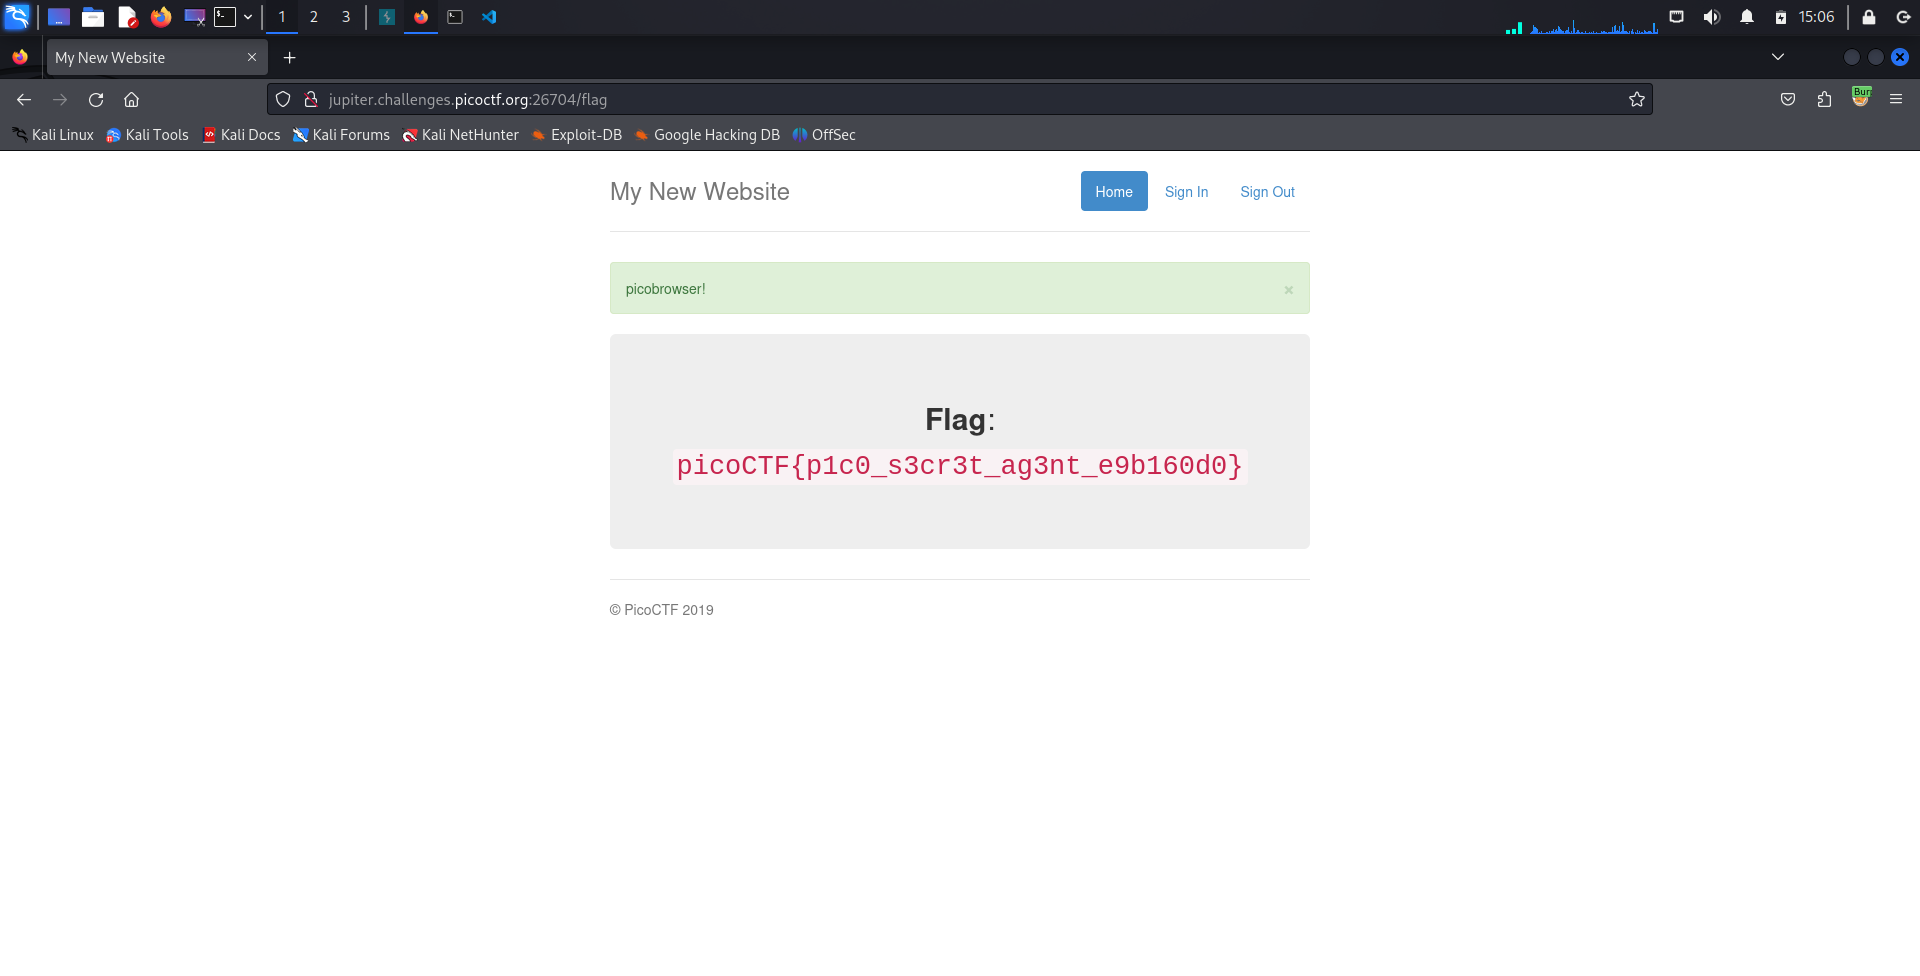 1 2 3 15:06
My New Website
jupiter.challenges.picoctf.org:26704/flag
Kali Linux Kali Tools Kali Docs Kali Forums Kali NetHunter Exploit-DB Google Hacking DB OffSec
My New Website Home Sign In Sign Out
picobrowser! ×
Flag:
picoCTF{p1c0_s3cr3t_ag3nt_e9b160d0}
© PicoCTF 2019